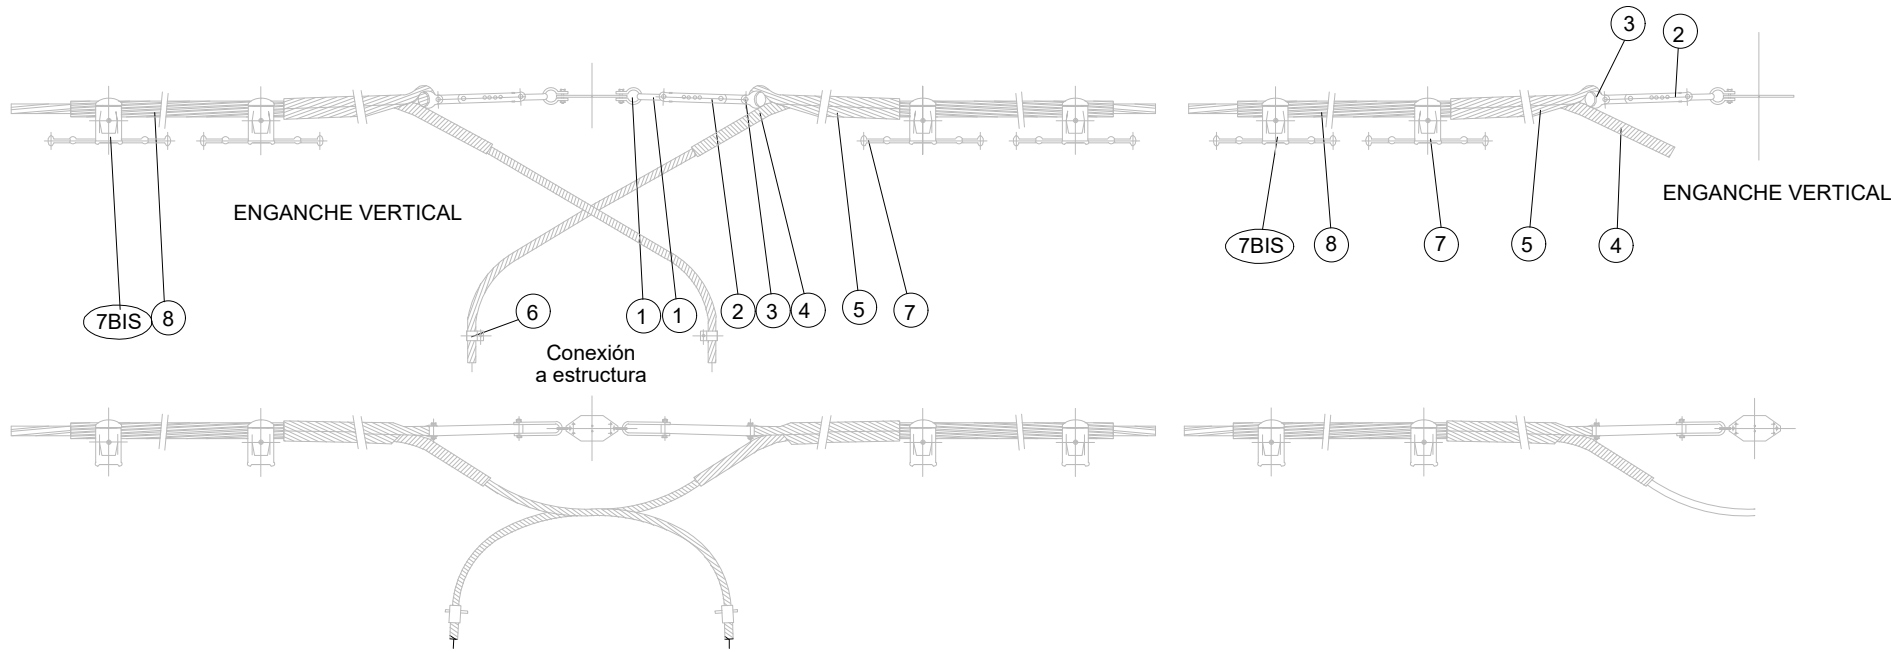 3
2
ENGANCHE VERTICAL
ENGANCHE VERTICAL
7BIS
8
7
5
4
7BIS
8
6
1
1
2
3
4
5
7
Conexión
a estructura